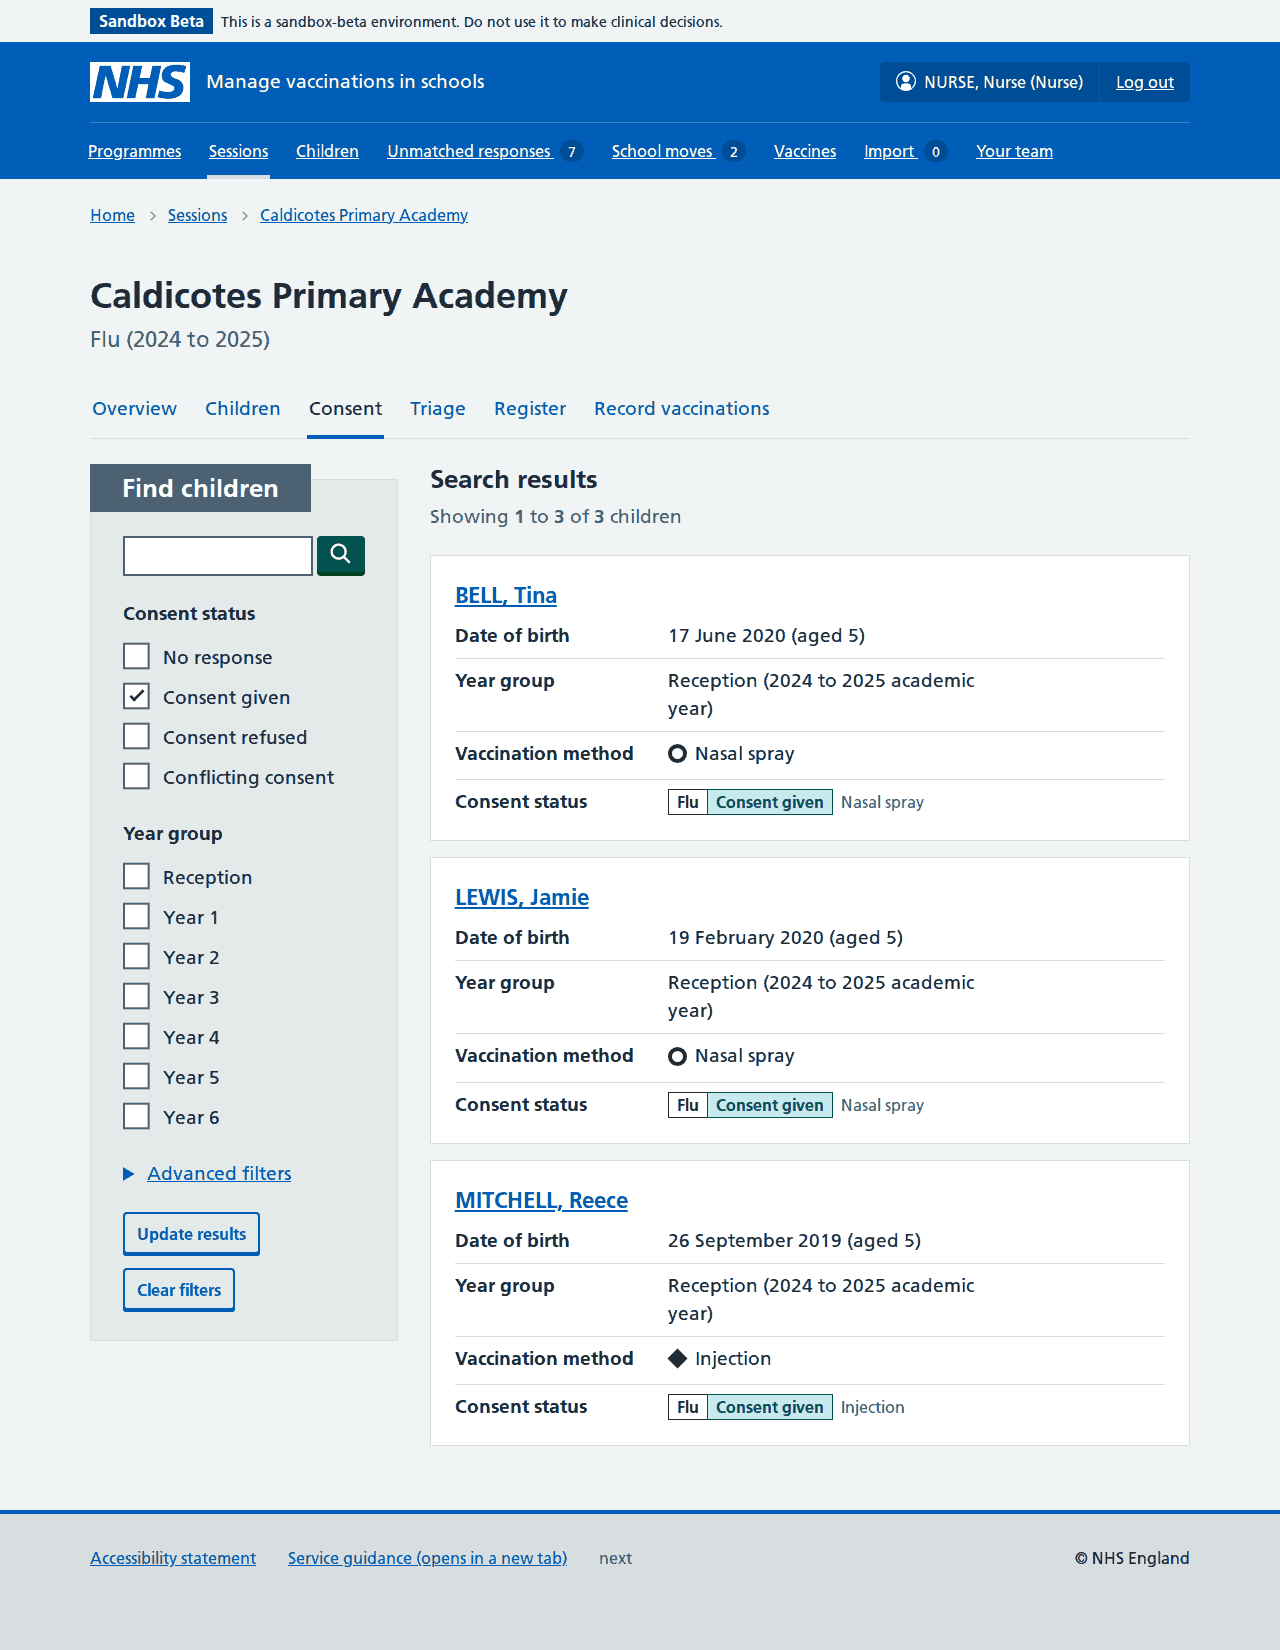 Sandbox Beta This is a sandbox-beta environment. Do not use it to make clinical decisions.
NHS Manage vaccinations in schools NURSE, Nurse (Nurse) Log out
Programmes Sessions Children Unmatched responses 7 School moves 2 Vaccines Import 0 Your team
Home Sessions Caldicotes Primary Academy
Caldicotes Primary Academy
Flu (2024 to 2025)
Overview Children Consent Triage Register Record vaccinations
Find children
Consent status
No response
Consent given
Consent refused
Conflicting consent
Year group
Reception
Year 1
Year 2
Year 3
Year 4
Year 5
Year 6
Advanced filters
Update results
Clear filters
Search results
Showing 1 to 3 of 3 children
BELL, Tina
Date of birth 17 June 2020 (aged 5)
Year group Reception (2024 to 2025 academic
year)
Vaccination method Nasal spray
Consent status Flu Consent given Nasal spray
LEWIS, Jamie
Date of birth 19 February 2020 (aged 5)
Year group Reception (2024 to 2025 academic
year)
Vaccination method Nasal spray
Consent status Flu Consent given Nasal spray
MITCHELL, Reece
Date of birth 26 September 2019 (aged 5)
Year group Reception (2024 to 2025 academic
year)
Vaccination method Injection
Consent status Flu Consent given Injection
Accessibility statement Service guidance (opens in a new tab) next © NHS England